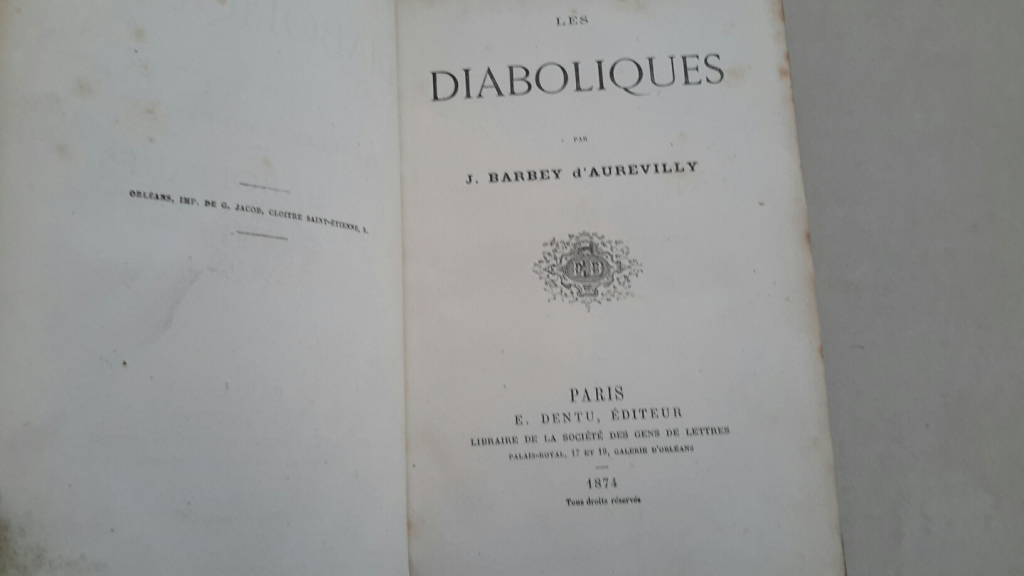 ORLÉANS, IMP. DE G. JACOB, CLOITRE SAINT-ÉTIENNE, 4.
LES
DIABOLIQUES
PAR
J. BARBEY d'AUREVILLY
ED
PARIS
E. DENTU, ÉDITEUR
LIBRAIRE DE LA SOCIÉTÉ DES GENS DE LETTRES
PALAIS-ROYAL, 17 ET 19, GALERIE D'ORLÉANS
1874
Tous droits réservés